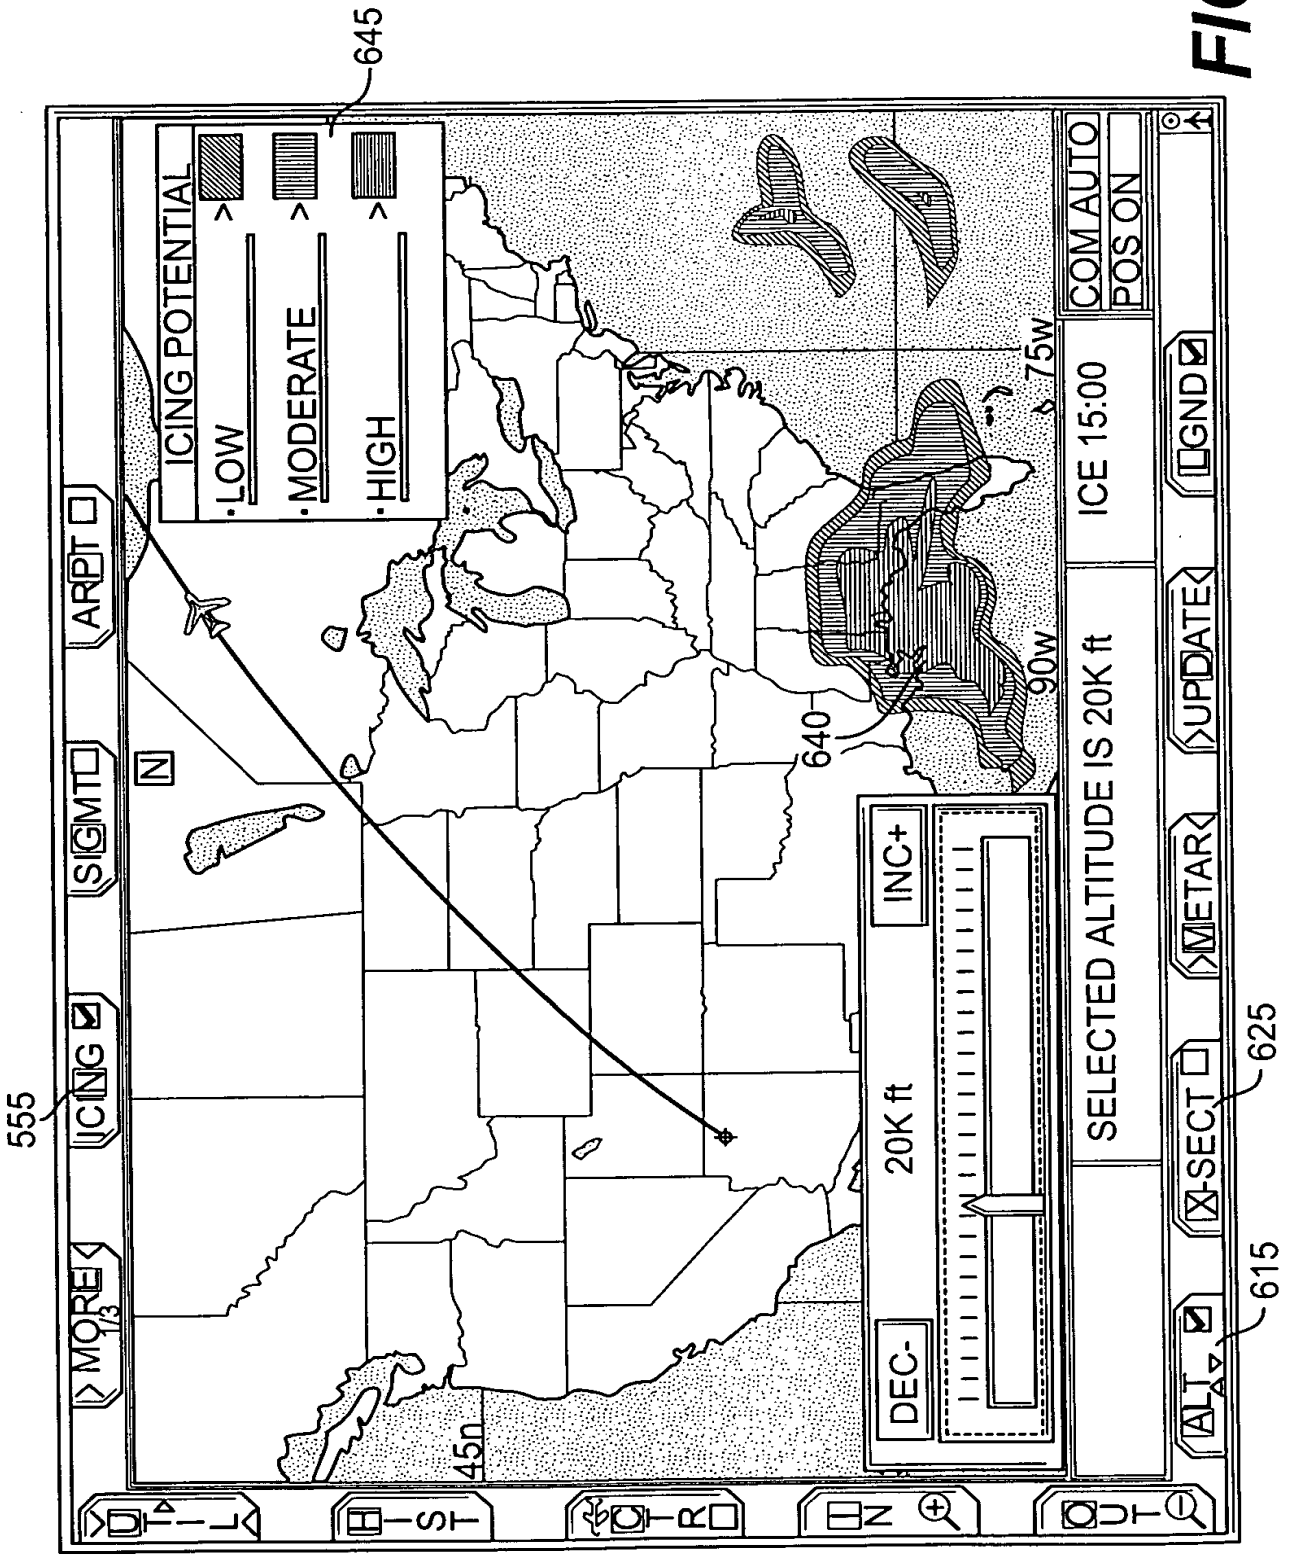 FIG
555
>MORE<
1/3
ICING
SIGMT
ARPT
>UTIL<
HIST
CTR
IN
OUT
N
ICING POTENTIAL
• LOW >
• MODERATE >
• HIGH >
645
45n
90w
75w
640
DEC-
20K ft
INC+
SELECTED ALTITUDE IS 20K ft
ICE 15:00
COM AUTO
POS ON
ALT
X-SECT
>METAR<
>UPDATE<
LGND
615
625